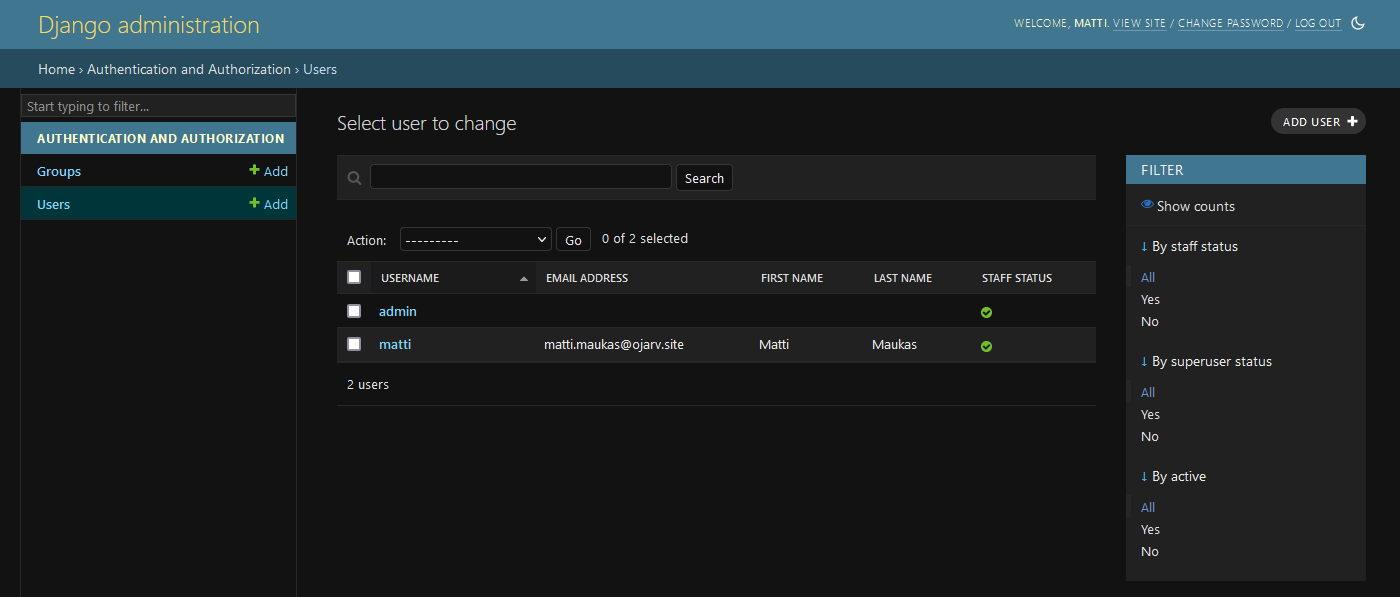 Django administration
WELCOME, MATTI. VIEW SITE / CHANGE PASSWORD / LOG OUT
Home › Authentication and Authorization › Users
Start typing to filter...
AUTHENTICATION AND AUTHORIZATION
Groups + Add
Users + Add
Select user to change
ADD USER +
Search
Action: --------- Go 0 of 2 selected
USERNAME EMAIL ADDRESS FIRST NAME LAST NAME STAFF STATUS
admin
matti matti.maukas@ojarv.site Matti Maukas
2 users
FILTER
Show counts
↓ By staff status
All
Yes
No
↓ By superuser status
All
Yes
No
↓ By active
All
Yes
No